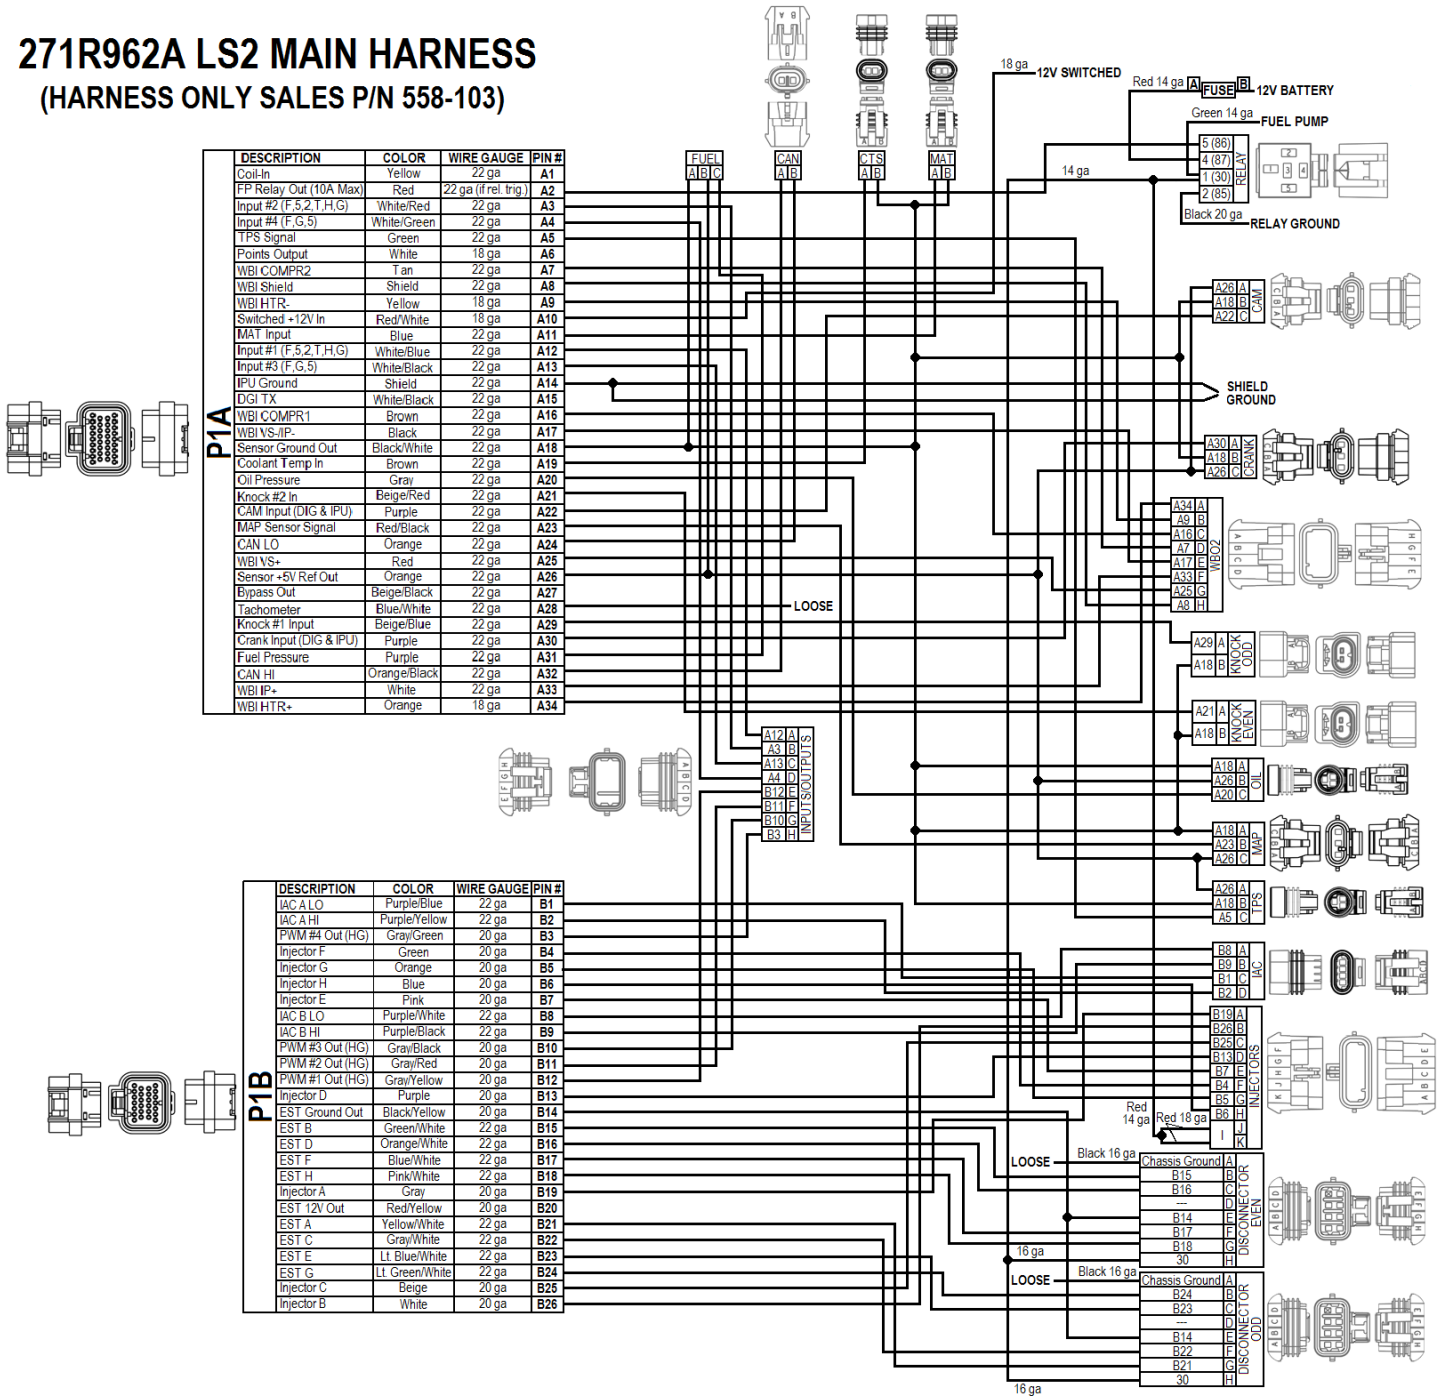 271R962A LS2 MAIN HARNESS
(HARNESS ONLY SALES P/N 558-103)
P1A
DESCRIPTION COLOR WIRE GAUGE PIN #
Coil-In Yellow 22 ga A1
FP Relay Out (10A Max) Red 22 ga (if rel. trig.) A2
Input #2 (F,5,2,T,H,G) White/Red 22 ga A3
Input #4 (F,G,5) White/Green 22 ga A4
TPS Signal Green 22 ga A5
Points Output White 18 ga A6
WBI COMPR2 Tan 22 ga A7
WBI Shield Shield 22 ga A8
WBI HTR- Yellow 18 ga A9
Switched +12V In Red/White 18 ga A10
MAT Input Blue 22 ga A11
Input #1 (F,5,2,T,H,G) White/Blue 22 ga A12
Input #3 (F,G,5) White/Black 22 ga A13
IPU Ground Shield 22 ga A14
DGI TX White/Black 22 ga A15
WBI COMPR1 Brown 22 ga A16
WBI VS-/IP- Black 22 ga A17
Sensor Ground Out Black/White 22 ga A18
Coolant Temp In Brown 22 ga A19
Oil Pressure Gray 22 ga A20
Knock #2 In Beige/Red 22 ga A21
CAM Input (DIG & IPU) Purple 22 ga A22
MAP Sensor Signal Red/Black 22 ga A23
CAN LO Orange 22 ga A24
WBI VS+ Red 22 ga A25
Sensor +5V Ref Out Orange 22 ga A26
Bypass Out Beige/Black 22 ga A27
Tachometer Blue/White 22 ga A28
Knock #1 Input Beige/Blue 22 ga A29
Crank Input (DIG & IPU) Purple 22 ga A30
Fuel Pressure Purple 22 ga A31
CAN HI Orange/Black 22 ga A32
WBI IP+ White 22 ga A33
WBI HTR+ Orange 18 ga A34
FUEL
A B C
CAN
A B
CTS
A B
MAT
A B
18 ga 12V SWITCHED
Red 14 ga A FUSE B 12V BATTERY
Green 14 ga FUEL PUMP
14 ga
RELAY
5 (86)
4 (87)
1 (30)
2 (85)
Black 20 ga RELAY GROUND
CAM
A26 A
A18 B
A22 C
SHIELD
GROUND
CRANK
A30 A
A18 B
A26 C
WBO2
A34 A
A9 B
A16 C
A7 D
A17 E
A33 F
A25 G
A8 H
LOOSE
KNOCK
ODD
A29 A
A18 B
KNOCK
EVEN
A21 A
A18 B
INPUTS/OUTPUTS
A12 A
A3 B
A13 C
A4 D
B12 E
B11 F
B10 G
B3 H
OIL
A18 A
A26 B
A20 C
MAP
A18 A
A23 B
A26 C
TPS
A26 A
A18 B
A5 C
IAC
B8 A
B9 B
B1 C
B2 D
INJECTORS
B19 A
B26 B
B25 C
B13 D
B7 E
B4 F
B5 G
B6 H
I J
K
Red
14 ga
Red 18 ga
P1B
DESCRIPTION COLOR WIRE GAUGE PIN #
IAC A LO Purple/Blue 22 ga B1
IAC A HI Purple/Yellow 22 ga B2
PWM #4 Out (HG) Gray/Green 20 ga B3
Injector F Green 20 ga B4
Injector G Orange 20 ga B5
Injector H Blue 20 ga B6
Injector E Pink 20 ga B7
IAC B LO Purple/White 22 ga B8
IAC B HI Purple/Black 22 ga B9
PWM #3 Out (HG) Gray/Black 20 ga B10
PWM #2 Out (HG) Gray/Red 20 ga B11
PWM #1 Out (HG) Gray/Yellow 20 ga B12
Injector D Purple 20 ga B13
EST Ground Out Black/Yellow 20 ga B14
EST B Green/White 22 ga B15
EST D Orange/White 22 ga B16
EST F Blue/White 22 ga B17
EST H Pink/White 22 ga B18
Injector A Gray 20 ga B19
EST 12V Out Red/Yellow 20 ga B20
EST A Yellow/White 22 ga B21
EST C Gray/White 22 ga B22
EST E Lt. Blue/White 22 ga B23
EST G Lt. Green/White 22 ga B24
Injector C Beige 20 ga B25
Injector B White 20 ga B26
DISCONNECTOR
EVEN
LOOSE Black 16 ga Chassis Ground A
B15 B
B16 C
--- D
B14 E
B17 F
B18 G
16 ga 30 H
DISCONNECTOR
ODD
LOOSE Black 16 ga Chassis Ground A
B24 B
B23 C
--- D
B14 E
B22 F
B21 G
30 H
16 ga